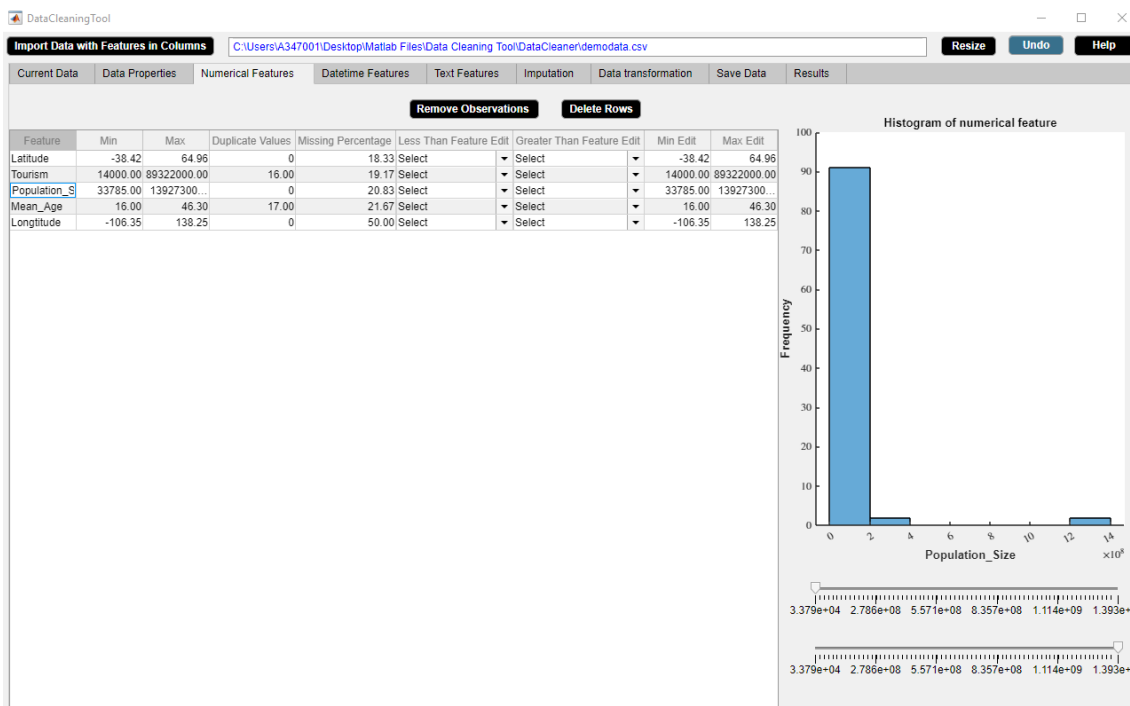 DataCleaningTool
Import Data with Features in Columns C:\Users\A347001\Desktop\Matlab Files\Data Cleaning Tool\DataCleaner\demodata.csv Resize Undo Help
Current Data Data Properties Numerical Features Datetime Features Text Features Imputation Data transformation Save Data Results
Remove Observations Delete Rows
Feature Min Max Duplicate Values Missing Percentage Less Than Feature Edit Greater Than Feature Edit Min Edit Max Edit
Latitude -38.42 64.96 0 18.33 Select Select -38.42 64.96
Tourism 14000.00 89322000.00 16.00 19.17 Select Select 14000.00 89322000.00
Population_S 33785.00 13927300... 0 20.83 Select Select 33785.00 13927300...
Mean_Age 16.00 46.30 17.00 21.67 Select Select 16.00 46.30
Longtitude -106.35 138.25 0 50.00 Select Select -106.35 138.25
Histogram of numerical feature
100
90
80
70
60
50
40
30
20
10
0
Frequency
0 2 4 6 8 10 12 14
Population_Size ×10⁸
3.379e+04 2.786e+08 5.571e+08 8.357e+08 1.114e+09 1.393e+
3.379e+04 2.786e+08 5.571e+08 8.357e+08 1.114e+09 1.393e+